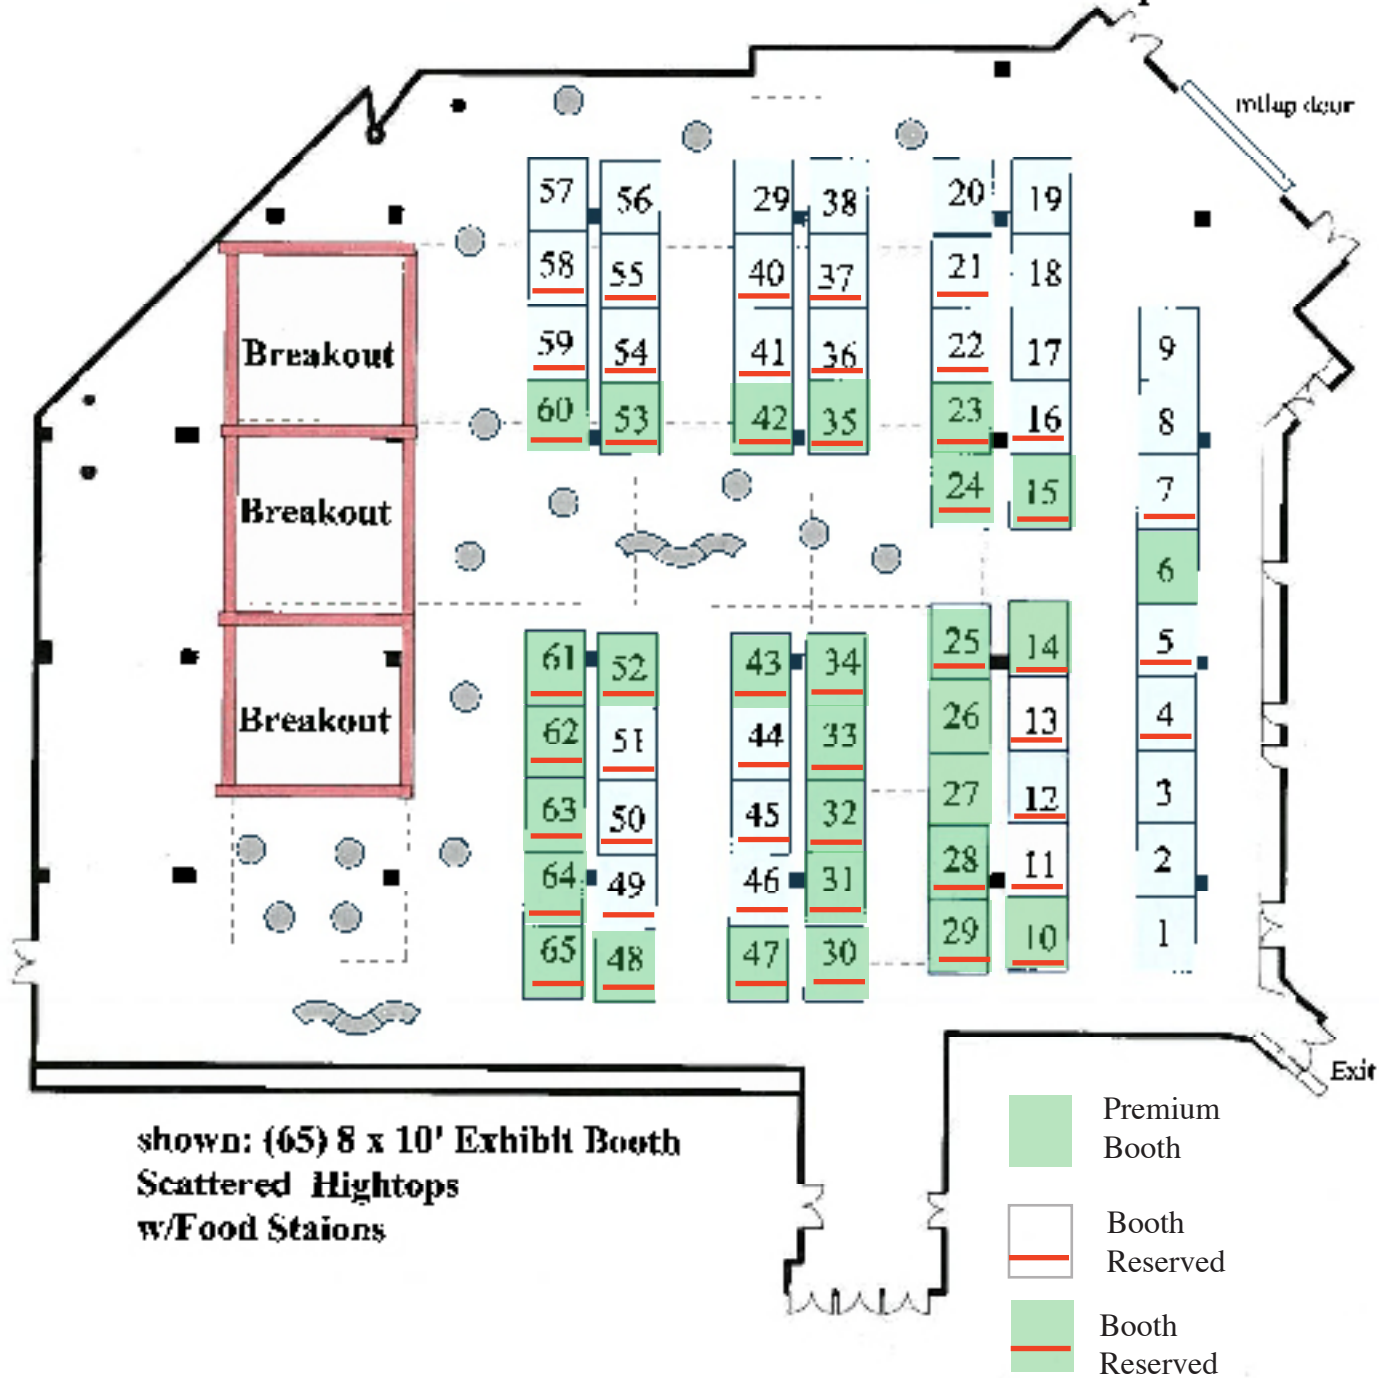 mllap door
57 56 29 38 20 19
58 55 40 37 21 18
59 54 41 36 22 17 9
60 53 42 35 23 16 8
24 15 7
6
61 52 43 34 25 14 5
62 51 44 33 26 13 4
63 50 45 32 27 12 3
64 49 46 31 28 11 2
65 48 47 30 29 10 1
Breakout
Breakout
Breakout
Exit
shown: (65) 8 x 10' Exhibit Booth
Scattered Hightops
w/Food Staions
Premium
Booth
Booth
Reserved
Booth
Reserved